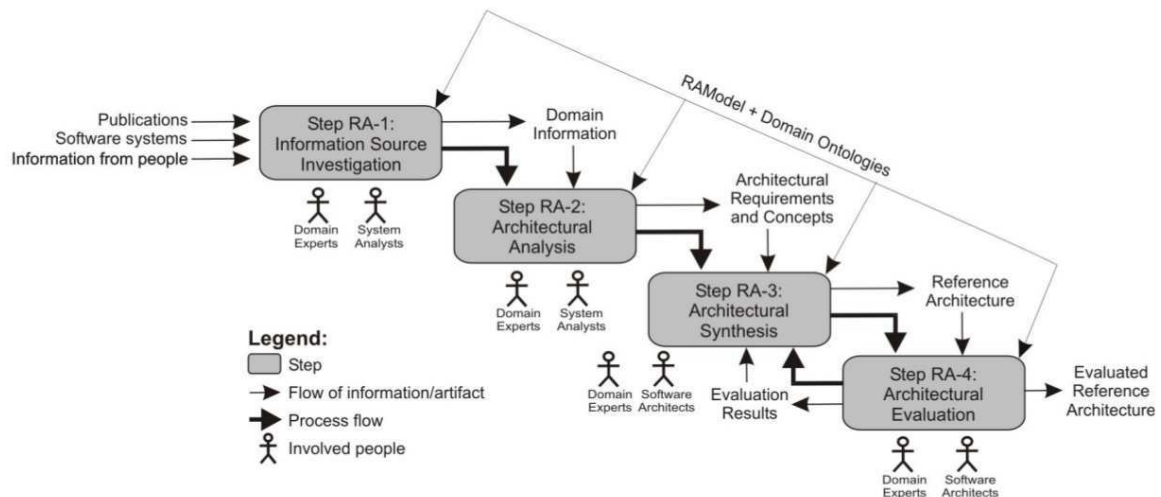 RAModel + Domain Ontologies
Publications
Software systems
Information from people
Step RA-1:
Information Source
Investigation
Domain
Information
Domain
Experts
System
Analysts
Step RA-2:
Architectural
Analysis
Architectural
Requirements
and Concepts
Domain
Experts
System
Analysts
Step RA-3:
Architectural
Synthesis
Reference
Architecture
Domain
Experts
Software
Architects
Evaluation
Results
Step RA-4:
Architectural
Evaluation
Evaluated
Reference
Architecture
Domain
Experts
Software
Architects
Legend:
Step
Flow of information/artifact
Process flow
Involved people